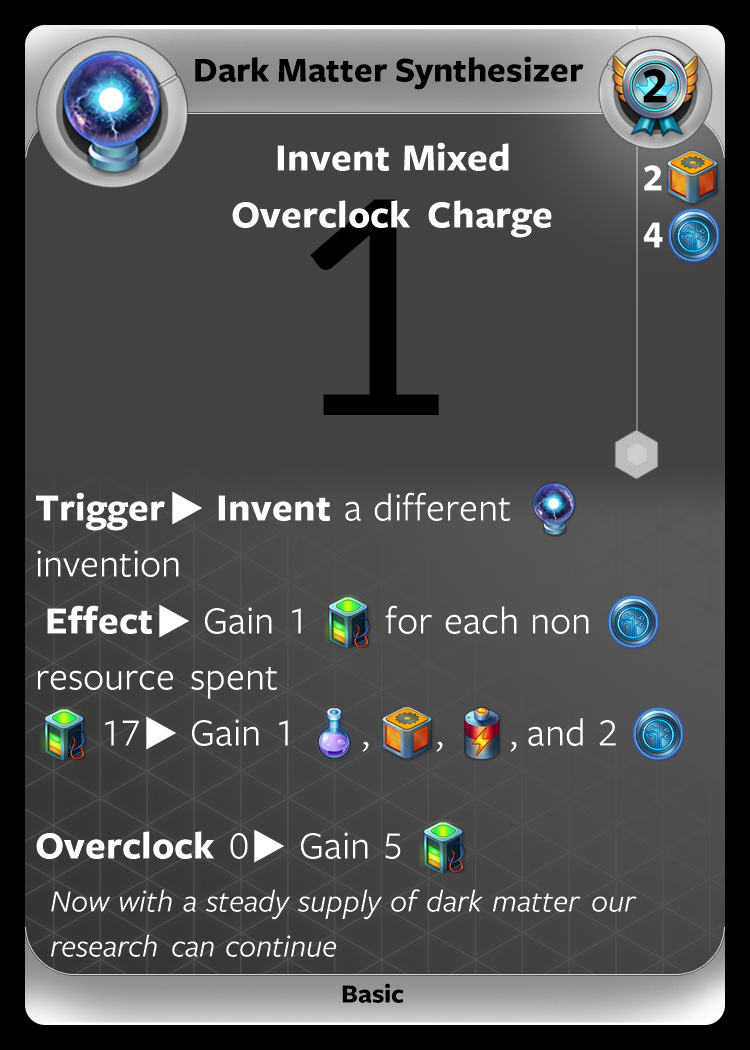 Dark Matter Synthesizer
2
Invent Mixed
2
Overclock Charge
4
1
Trigger▶ Invent a different
invention
Effect▶ Gain 1 for each non
resource spent
17▶ Gain 1 , , , and 2
Overclock 0▶ Gain 5
Now with a steady supply of dark matter our
research can continue
Basic